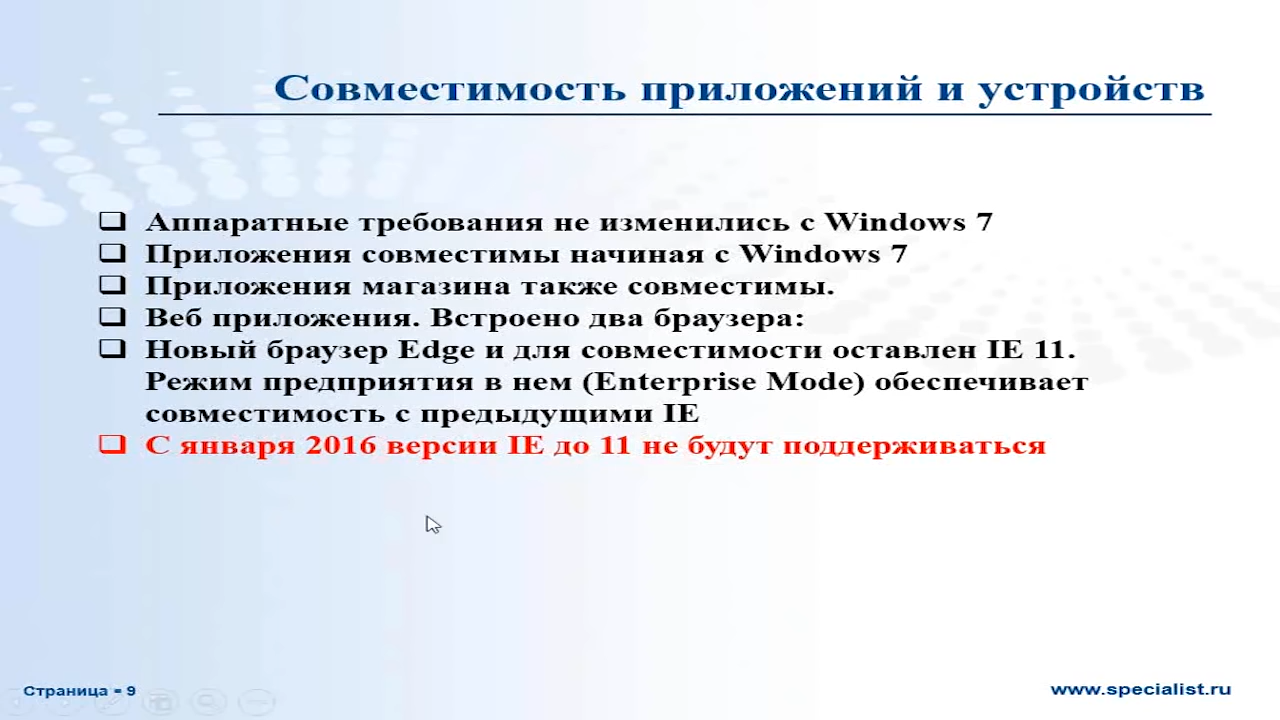 Совместимость приложений и устройств
Аппаратные требования не изменились с Windows 7
Приложения совместимы начиная с Windows 7
Приложения магазина также совместимы.
Веб приложения. Встроено два браузера:
Новый браузер Edge и для совместимости оставлен IE 11.
Режим предприятия в нем (Enterprise Mode) обеспечивает
совместимость с предыдущими IE
С января 2016 версии IE до 11 не будут поддерживаться
Страница = 9
www.specialist.ru